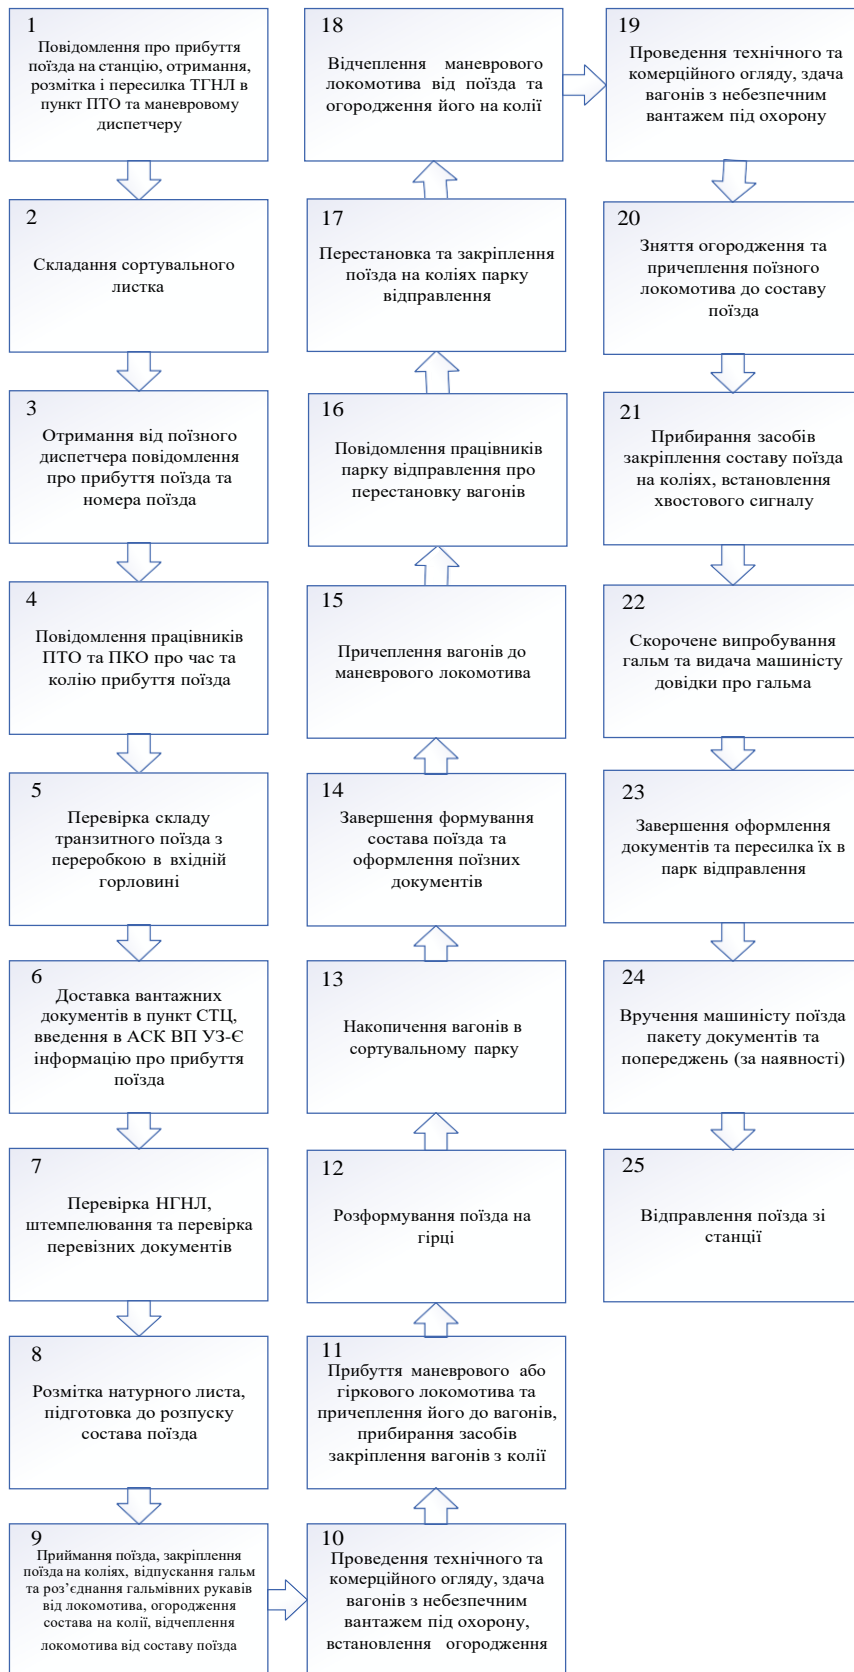 1
Повідомлення про прибуття
поїзда на станцію, отримання,
розмітка і пересилка ТГНЛ в
пункт ПТО та маневровому
диспетчеру
2
Складання сортувального
листка
3
Отримання від поїзного
диспетчера повідомлення
про прибуття поїзда та
номера поїзда
4
Повідомлення працівників
ПТО та ПКО про час та
колію прибуття поїзда
5
Перевірка складу
транзитного поїзда з
переробкою в вхідній
горловині
6
Доставка вантажних
документів в пункт СТЦ,
введення в АСК ВП УЗ-Є
інформацію про прибуття
поїзда
7
Перевірка НГНЛ,
штемпелювання та перевірка
перевізних документів
8
Розмітка натурного листа,
підготовка до розпуску
состава поїзда
9
Приймання поїзда, закріплення
поїзда на коліях, відпускання гальм
та роз’єднання гальмівних рукавів
від локомотива, огородження
состава на колії, відчеплення
локомотива від составу поїзда
10
Проведення технічного та
комерційного огляду, здача
вагонів з небезпечним
вантажем під охорону,
встановлення огородження
11
Прибуття маневрового або
гіркового локомотива та
причеплення його до вагонів,
прибирання засобів
закріплення вагонів з колії
12
Розформування поїзда на
гірці
13
Накопичення вагонів в
сортувальному парку
14
Завершення формування
состава поїзда та
оформлення поїзних
документів
15
Причеплення вагонів до
маневрового локомотива
16
Повідомлення працівників
парку відправлення про
перестановку вагонів
17
Перестановка та закріплення
поїзда на коліях парку
відправлення
18
Відчеплення маневрового
локомотива від поїзда та
огородження його на колії
19
Проведення технічного та
комерційного огляду, здача
вагонів з небезпечним
вантажем під охорону
20
Зняття огородження та
причеплення поїзного
локомотива до составу
поїзда
21
Прибирання засобів
закріплення составу поїзда
на коліях, встановлення
хвостового сигналу
22
Скорочене випробування
гальм та видача машиністу
довідки про гальма
23
Завершення оформлення
документів та пересилка їх в
парк відправлення
24
Вручення машиністу поїзда
пакету документів та
попереджень (за наявності)
25
Відправлення поїзда зі
станції